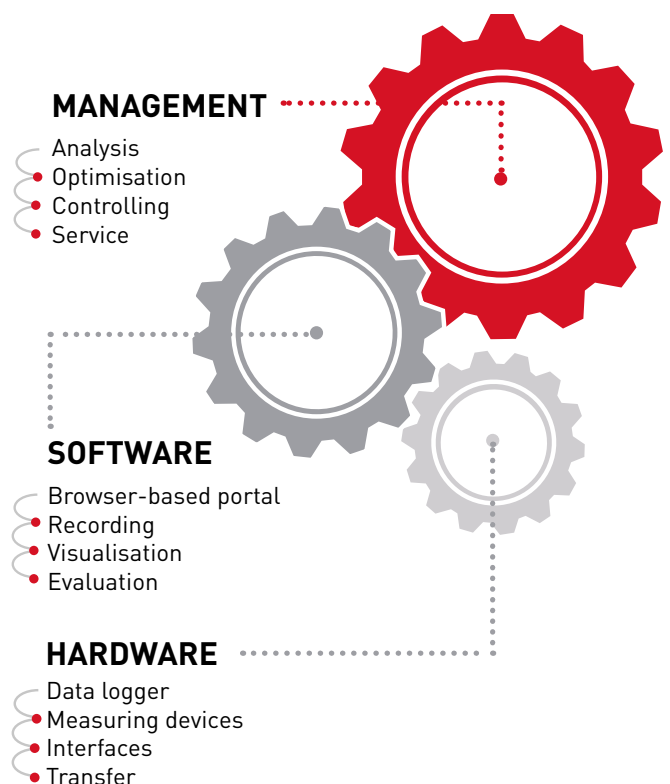 MANAGEMENT
Analysis
Optimisation
Controlling
Service
SOFTWARE
Browser-based portal
Recording
Visualisation
Evaluation
HARDWARE
Data logger
Measuring devices
Interfaces
Transfer